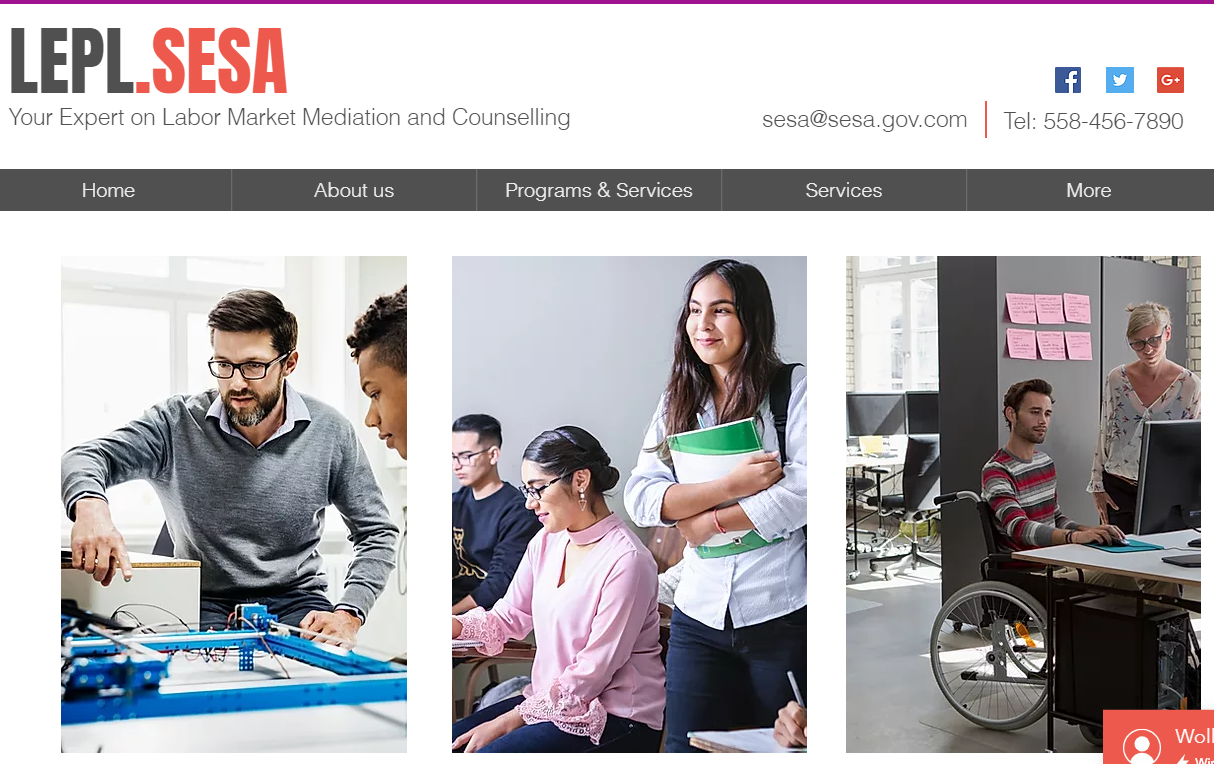 LEPL.SESA
Your Expert on Labor Market Mediation and Counselling
sesa@sesa.gov.com
Tel: 558-456-7890
Home
About us
Programs & Services
Services
More